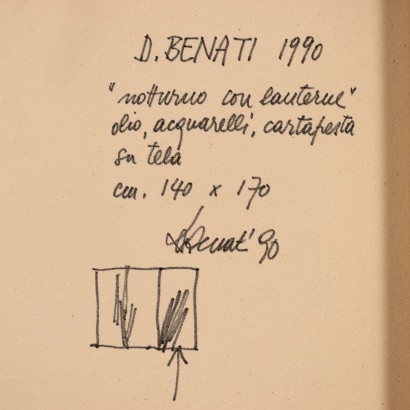 D. BENATI 1990
"notturno con lanterne"
olio, acquarelli, cartapesta
su tela
cm. 140 x 170
D. Benati '90